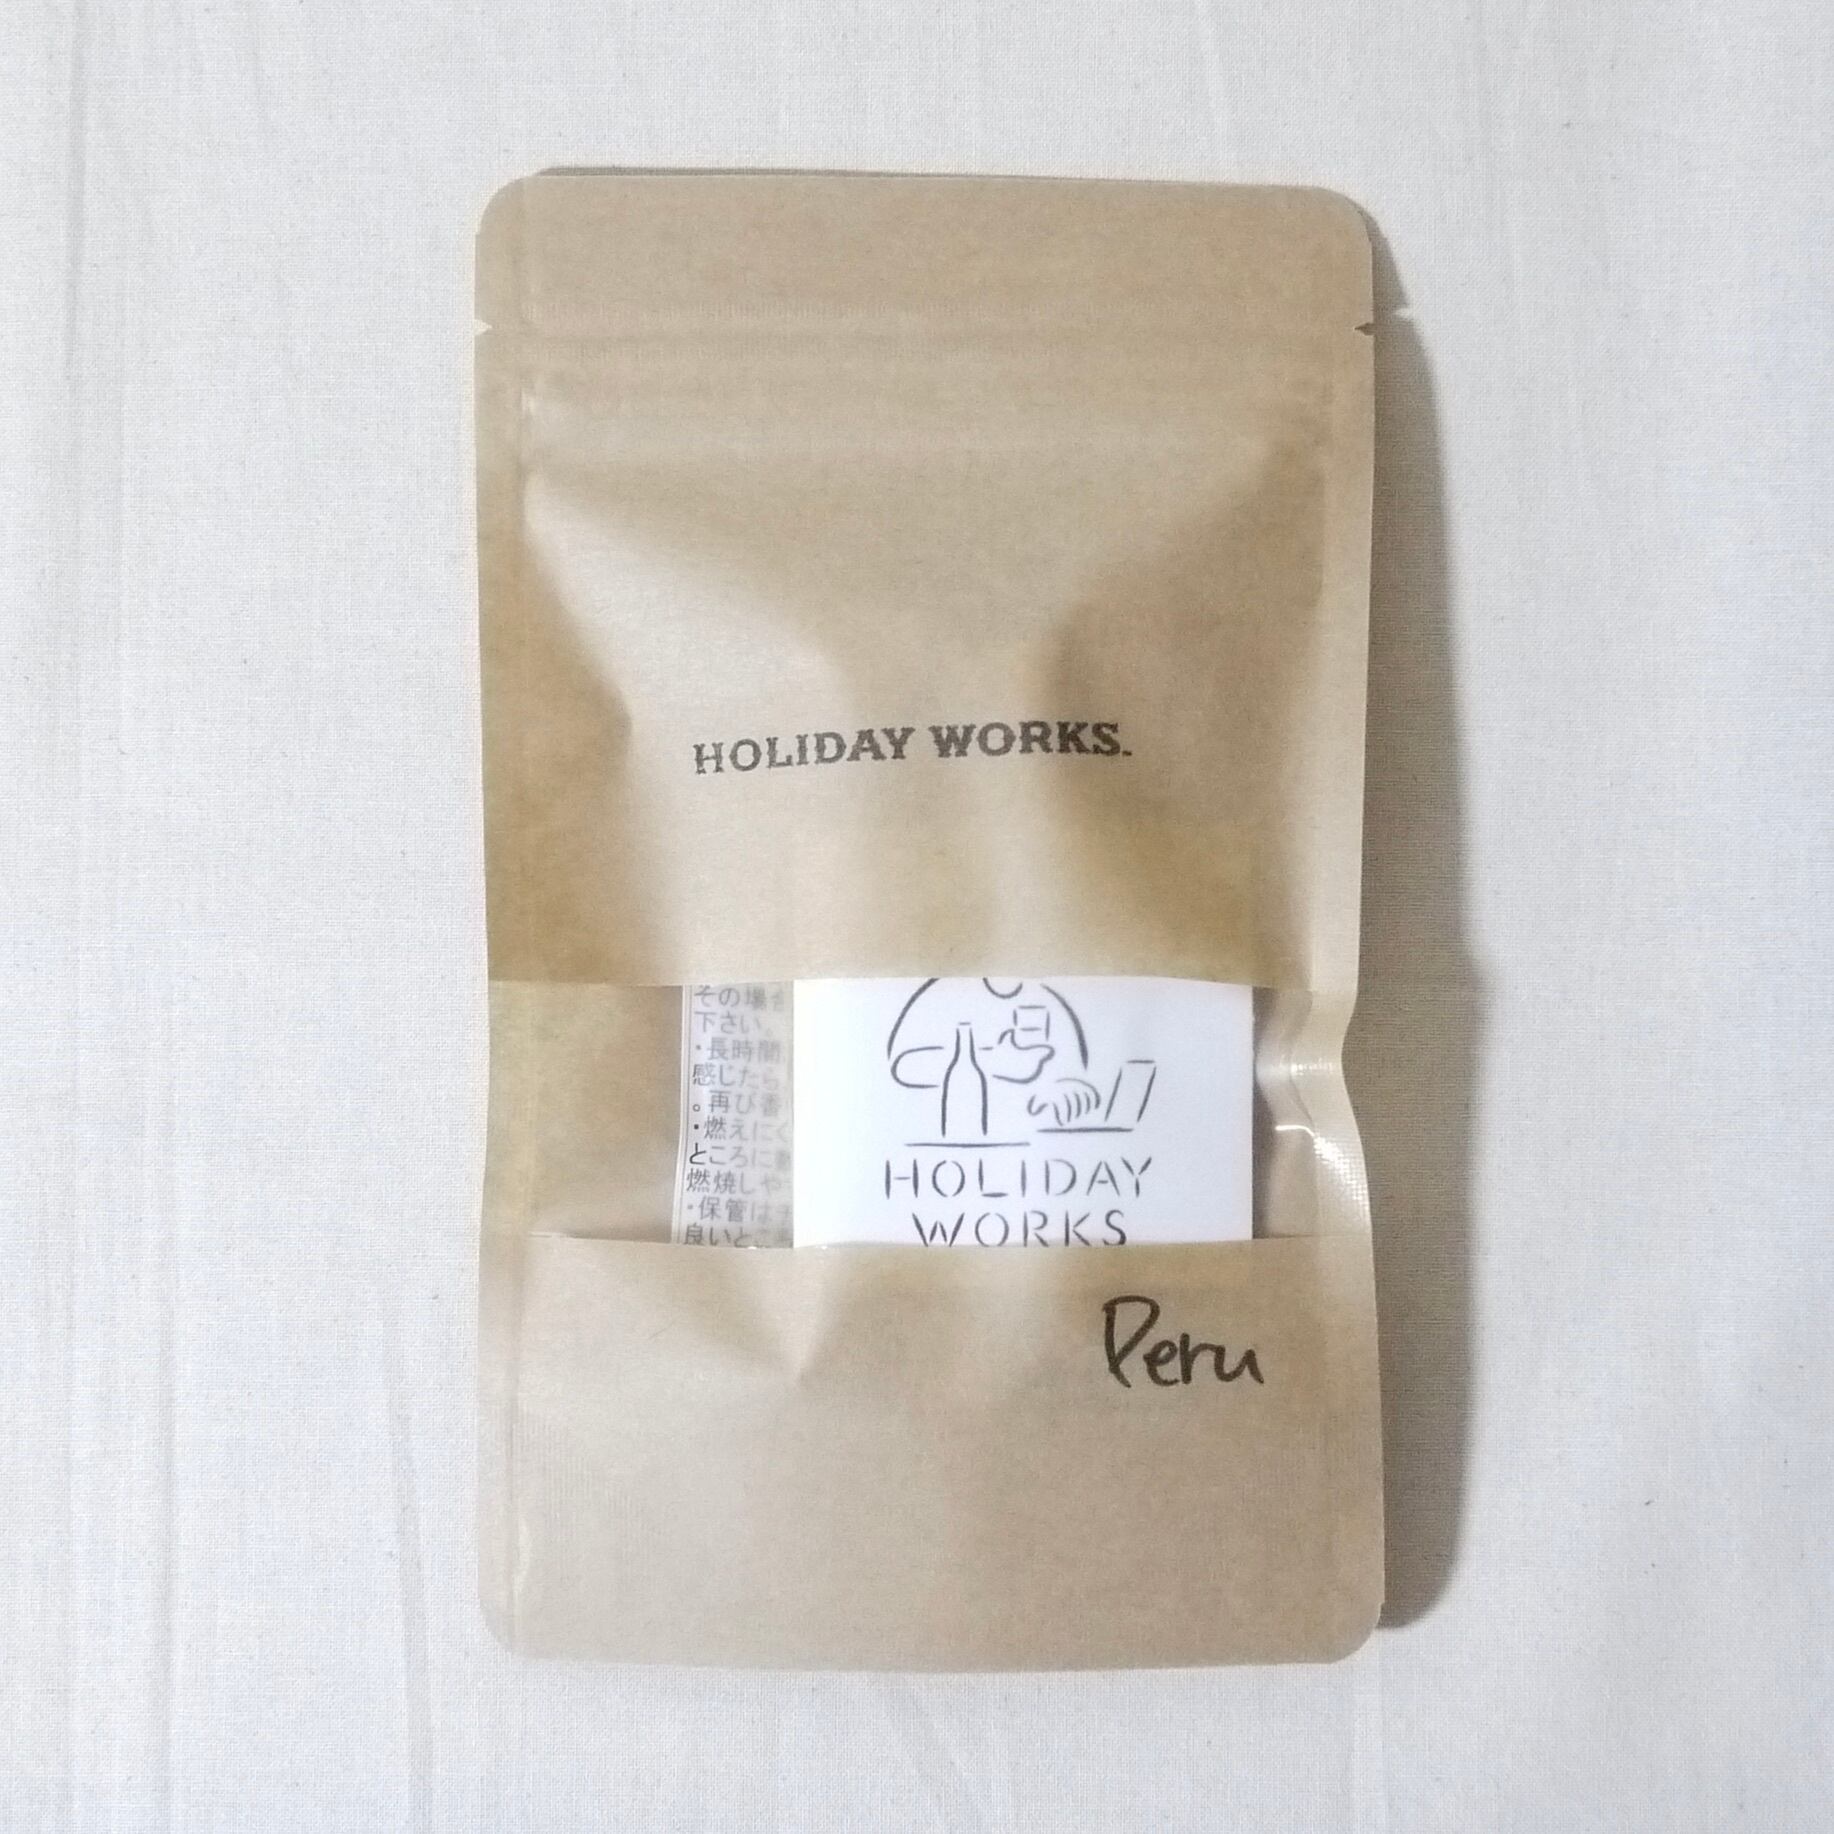 HOLIDAY WORKS.
その場合
下さい。
・長時間
感じたら
。再び香
・燃えにく
ところに
燃焼しや
・保管は
良いとこ
HOLIDAY
WORKS
Peru